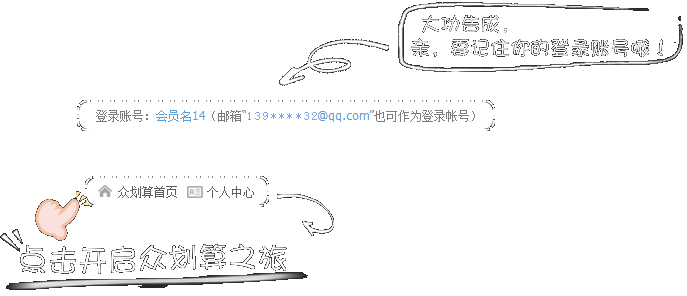 大功告成，
亲，要记住你的登录账号哦！
登录账号：会员名14（邮箱“139****32@qq.com”也可作为登录帐号）
众划算首页 个人中心
点击开启众划算之旅